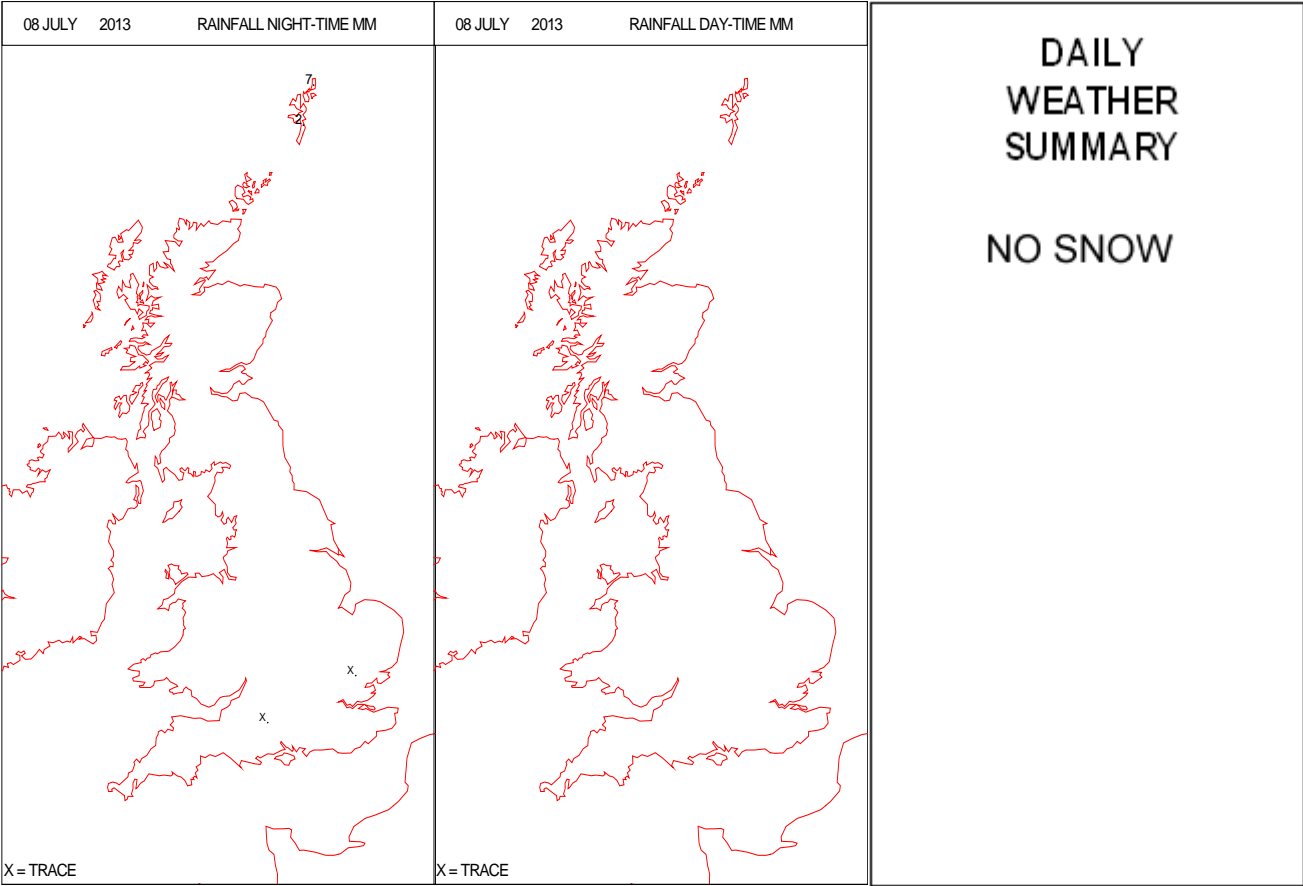 08 JULY 2013 RAINFALL NIGHT-TIME MM
7
2
X
X
X = TRACE
08 JULY 2013 RAINFALL DAY-TIME MM
X = TRACE
DAILY
WEATHER
SUMMARY
NO SNOW